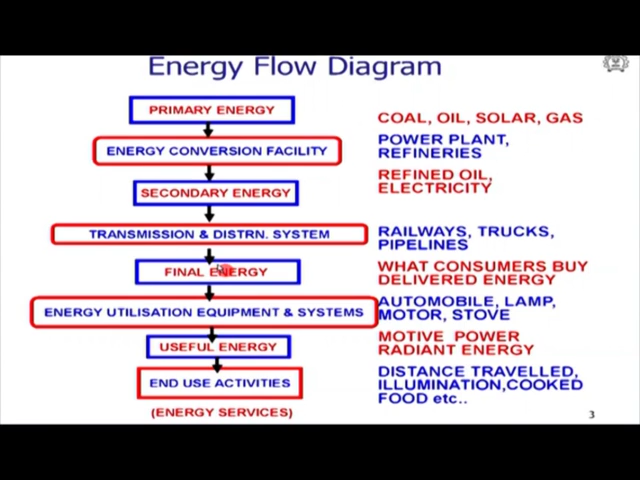 Energy Flow Diagram
PRIMARY ENERGY
COAL, OIL, SOLAR, GAS
ENERGY CONVERSION FACILITY
POWER PLANT,
REFINERIES
SECONDARY ENERGY
REFINED OIL,
ELECTRICITY
TRANSMISSION & DISTRN. SYSTEM
RAILWAYS, TRUCKS,
PIPELINES
FINAL ENERGY
WHAT CONSUMERS BUY
DELIVERED ENERGY
ENERGY UTILISATION EQUIPMENT & SYSTEMS
AUTOMOBILE, LAMP,
MOTOR, STOVE
USEFUL ENERGY
MOTIVE POWER
RADIANT ENERGY
END USE ACTIVITIES
(ENERGY SERVICES)
DISTANCE TRAVELLED,
ILLUMINATION,COOKED
FOOD etc..
3